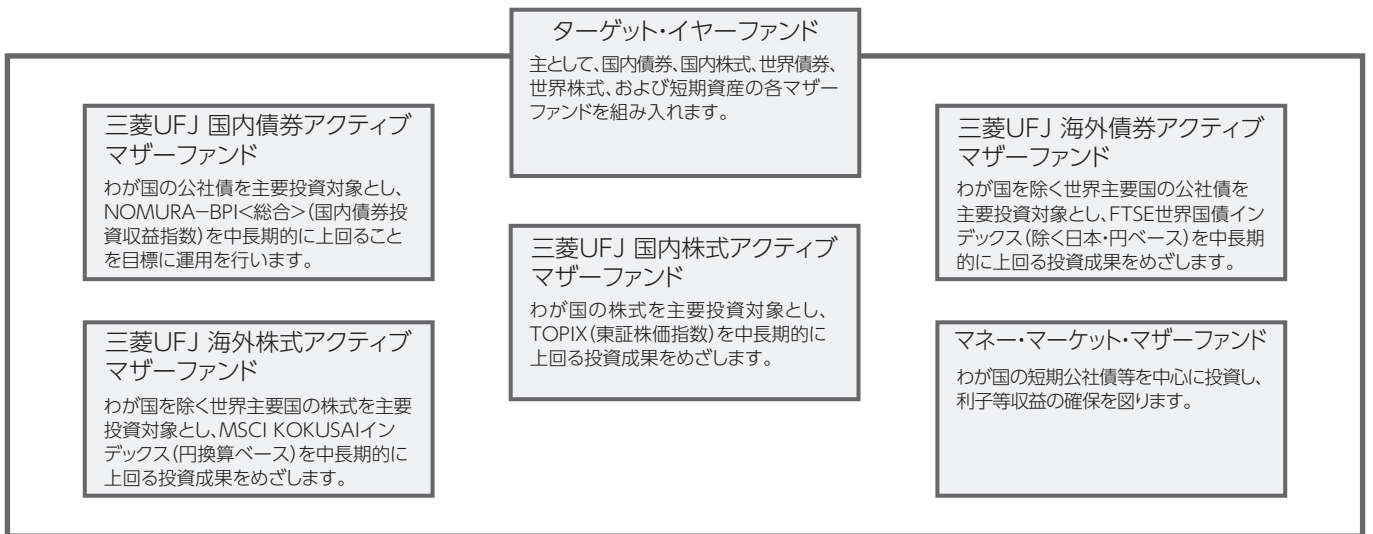 ターゲット・イヤーファンド
主として、国内債券、国内株式、世界債券、
世界株式、および短期資産の各マザー
ファンドを組み入れます。
三菱UFJ 国内債券アクティブ
マザーファンド
わが国の公社債を主要投資対象とし、
NOMURA−BPI<総合>(国内債券投
資収益指数)を中長期的に上回ること
を目標に運用を行います。
三菱UFJ 国内株式アクティブ
マザーファンド
わが国の株式を主要投資対象とし、
TOPIX(東証株価指数)を中長期的に
上回る投資成果をめざします。
三菱UFJ 海外債券アクティブ
マザーファンド
わが国を除く世界主要国の公社債を
主要投資対象とし、FTSE世界国債イン
デックス(除く日本・円ベース)を中長期
的に上回る投資成果をめざします。
三菱UFJ 海外株式アクティブ
マザーファンド
わが国を除く世界主要国の株式を主要
投資対象とし、MSCI KOKUSAIイン
デックス(円換算ベース)を中長期的に
上回る投資成果をめざします。
マネー・マーケット・マザーファンド
わが国の短期公社債等を中心に投資し、
利子等収益の確保を図ります。